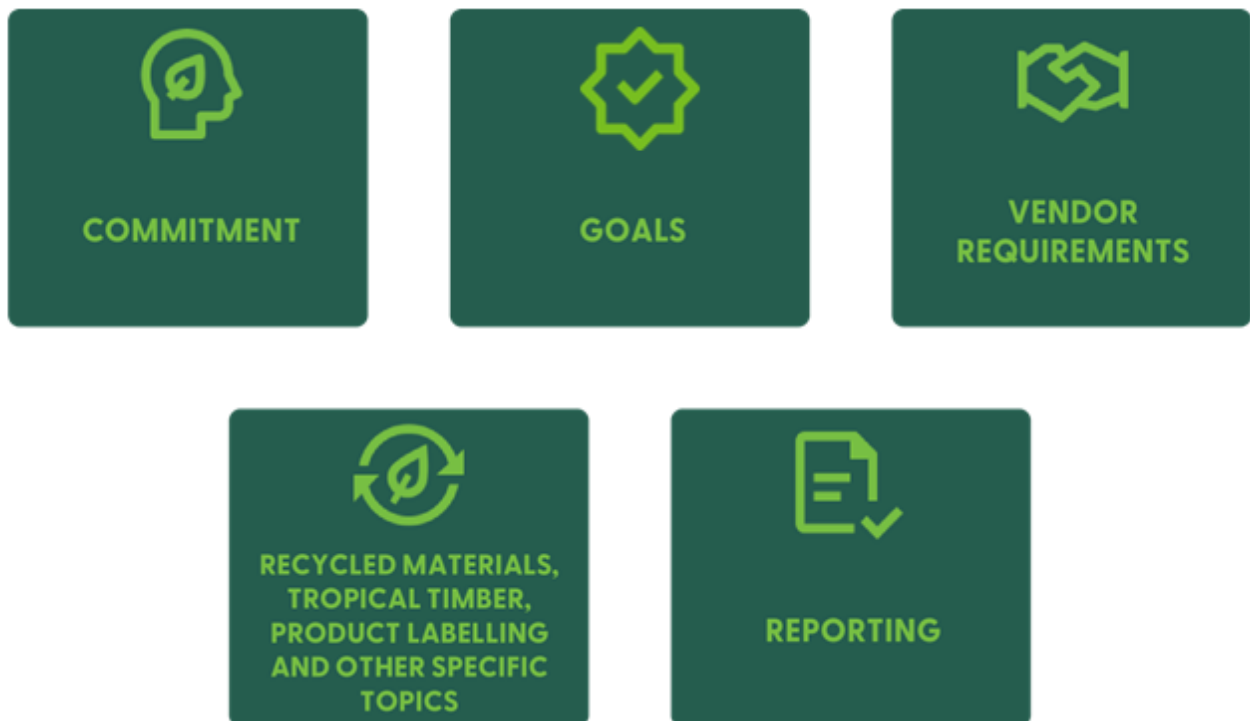 COMMITMENT
GOALS
VENDOR
REQUIREMENTS
RECYCLED MATERIALS,
TROPICAL TIMBER,
PRODUCT LABELLING
AND OTHER SPECIFIC
TOPICS
REPORTING